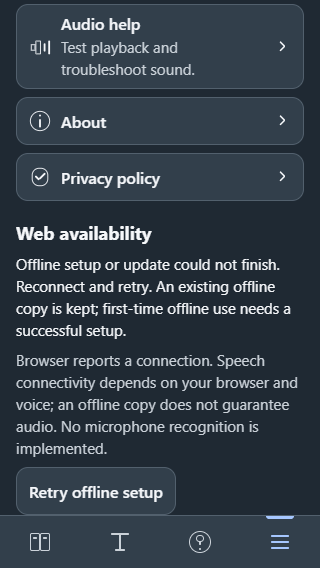 Audio help
Test playback and
troubleshoot sound.
About
Privacy policy
Web availability
Offline setup or update could not finish.
Reconnect and retry. An existing offline
copy is kept; first-time offline use needs a
successful setup.
Browser reports a connection. Speech
connectivity depends on your browser and
voice; an offline copy does not guarantee
audio. No microphone recognition is
implemented.
Retry offline setup